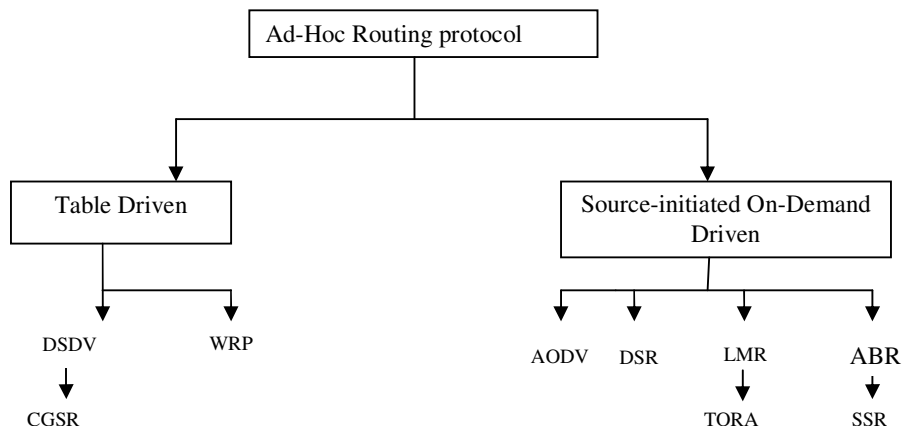 Ad-Hoc Routing protocol
Table Driven
Source-initiated On-Demand
Driven
DSDV
WRP
AODV
DSR
LMR
ABR
CGSR
TORA
SSR